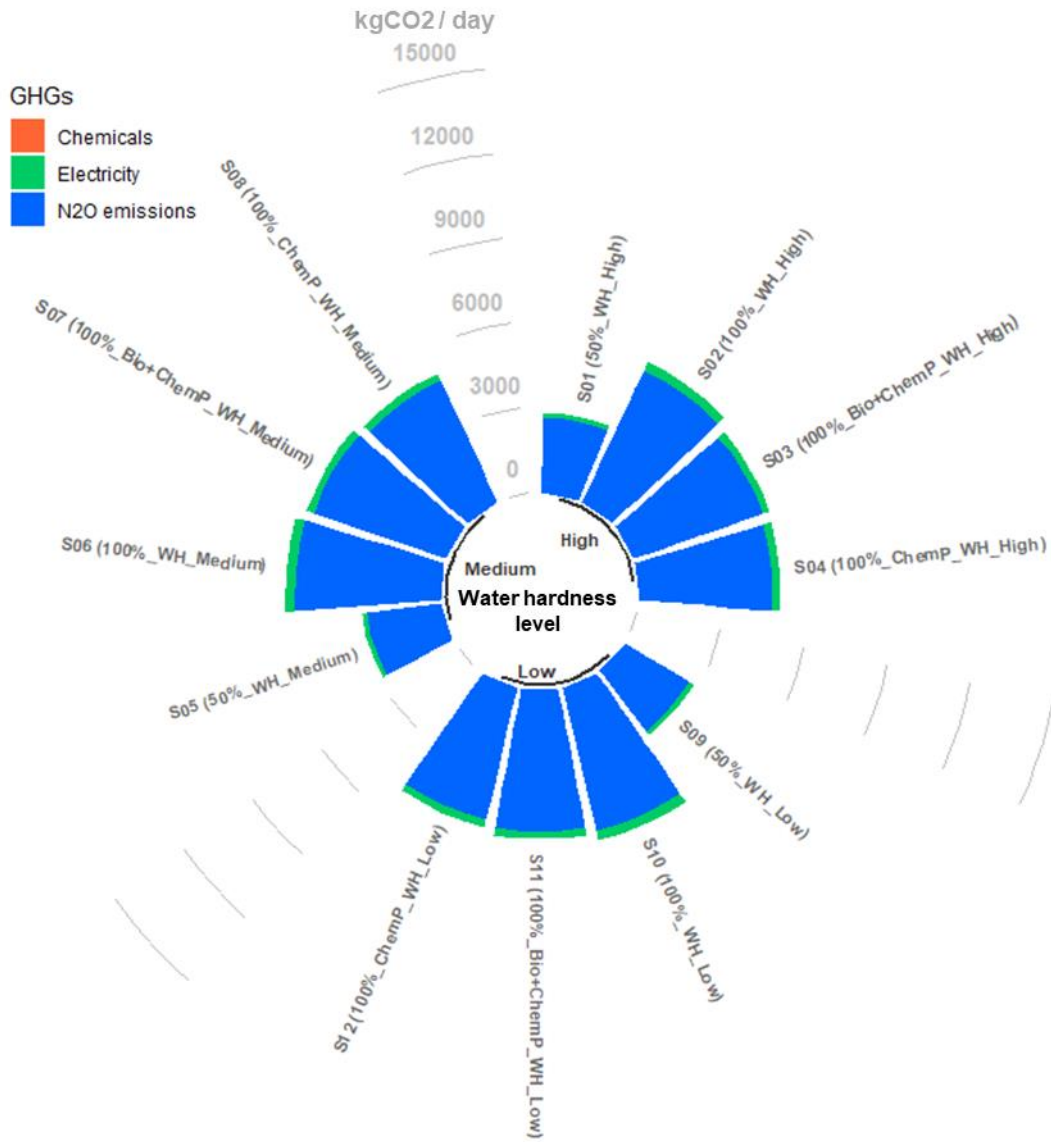 kgCO2 / day
15000
12000
9000
6000
3000
0
GHGs
Chemicals
Electricity
N2O emissions
S01 (50%_WH_High)
S02 (100%_WH_High)
S03 (100%_Bio+ChemP_WH_High)
S04 (100%_ChemP_WH_High)
S05 (50%_WH_Medium)
S06 (100%_WH_Medium)
S07 (100%_Bio+ChemP_WH_Medium)
S08 (100%_ChemP_WH_Medium)
S09 (50%_WH_Low)
S10 (100%_WH_Low)
S11 (100%_Bio+ChemP_WH_Low)
S12 (100%_ChemP_WH_Low)
High
Medium
Water hardness
level
Low